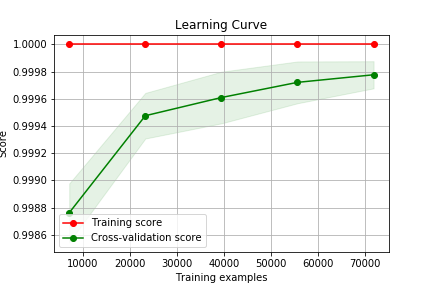 Learning Curve
1.0000
0.9998
0.9996
0.9994
0.9992
0.9990
0.9988
0.9986
Score
Training score
Cross-validation score
10000 20000 30000 40000 50000 60000 70000
Training examples